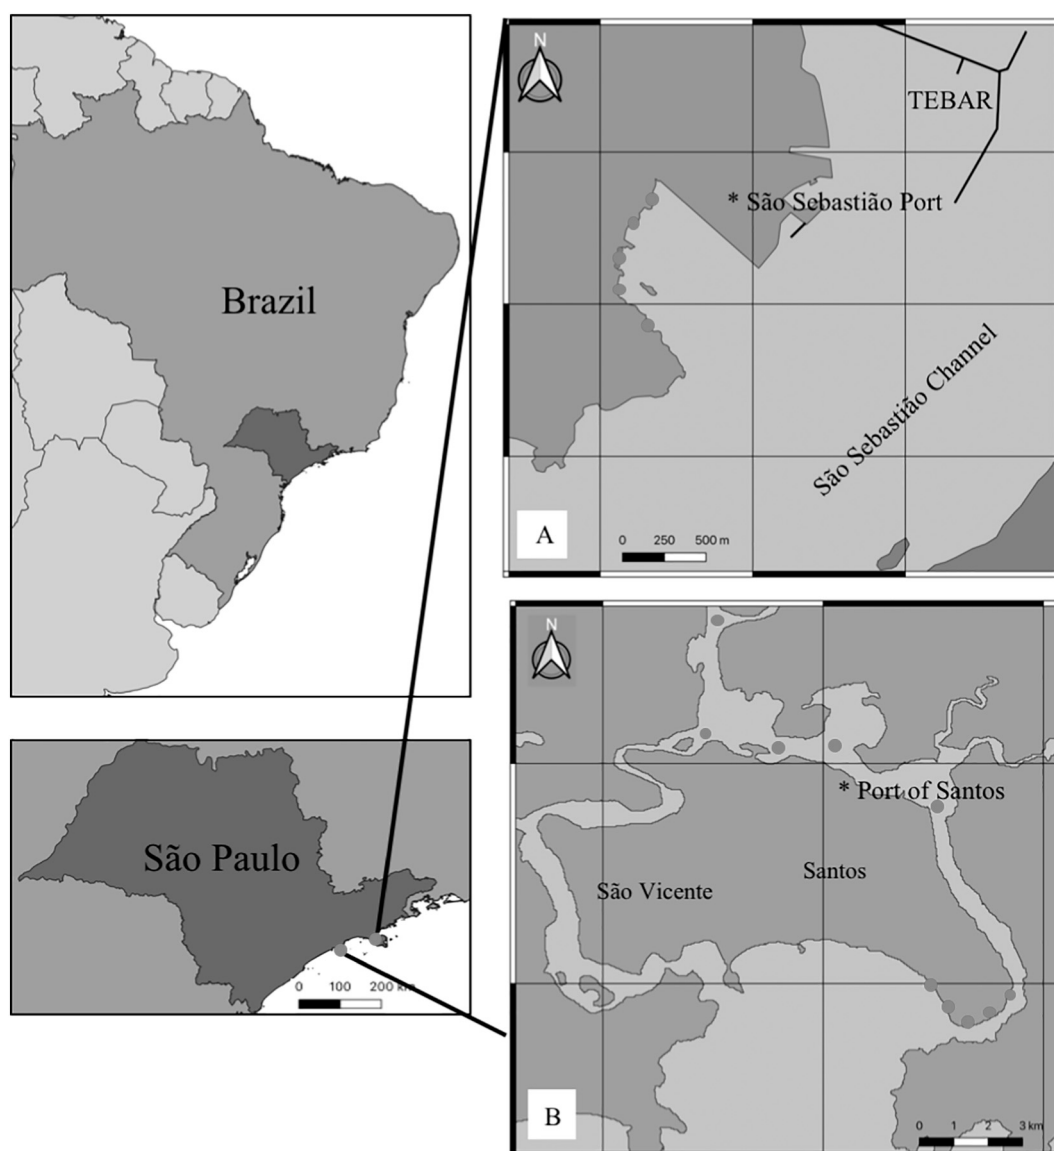 Brazil
São Paulo
0 100 200 km
N
TEBAR
* São Sebastião Port
São Sebastião Channel
A
0 250 500 m
N
* Port of Santos
Santos
São Vicente
B
0 1 2 3 km